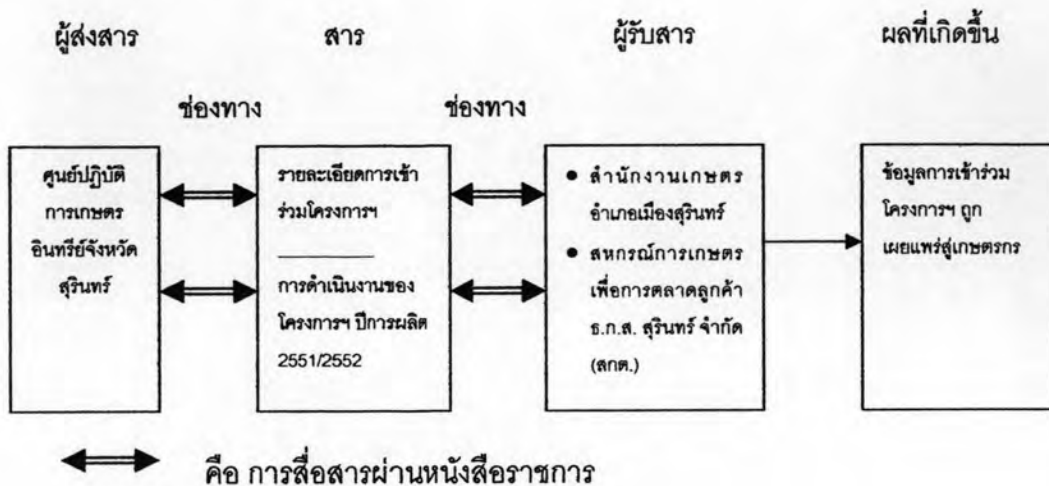 ผู้ส่งสาร สาร ผู้รับสาร ผลที่เกิดขึ้น
ช่องทาง ช่องทาง
ศูนย์ปฏิบัติ
การเกษตร
อินทรีย์จังหวัด
สุรินทร์
รายละเอียดการเข้า
ร่วมโครงการฯ
การดำเนินงานของ
โครงการฯ ปีการผลิต
2551/2552
● สำนักงานเกษตร
อำเภอเมืองสุรินทร์
● สหกรณ์การเกษตร
เพื่อการตลาดลูกค้า
ธ.ก.ส. สุรินทร์ จำกัด
(สกต.)
ข้อมูลการเข้าร่วม
โครงการฯ ถูก
เผยแพร่สู่เกษตรกร
คือ การสื่อสารผ่านหนังสือราชการ